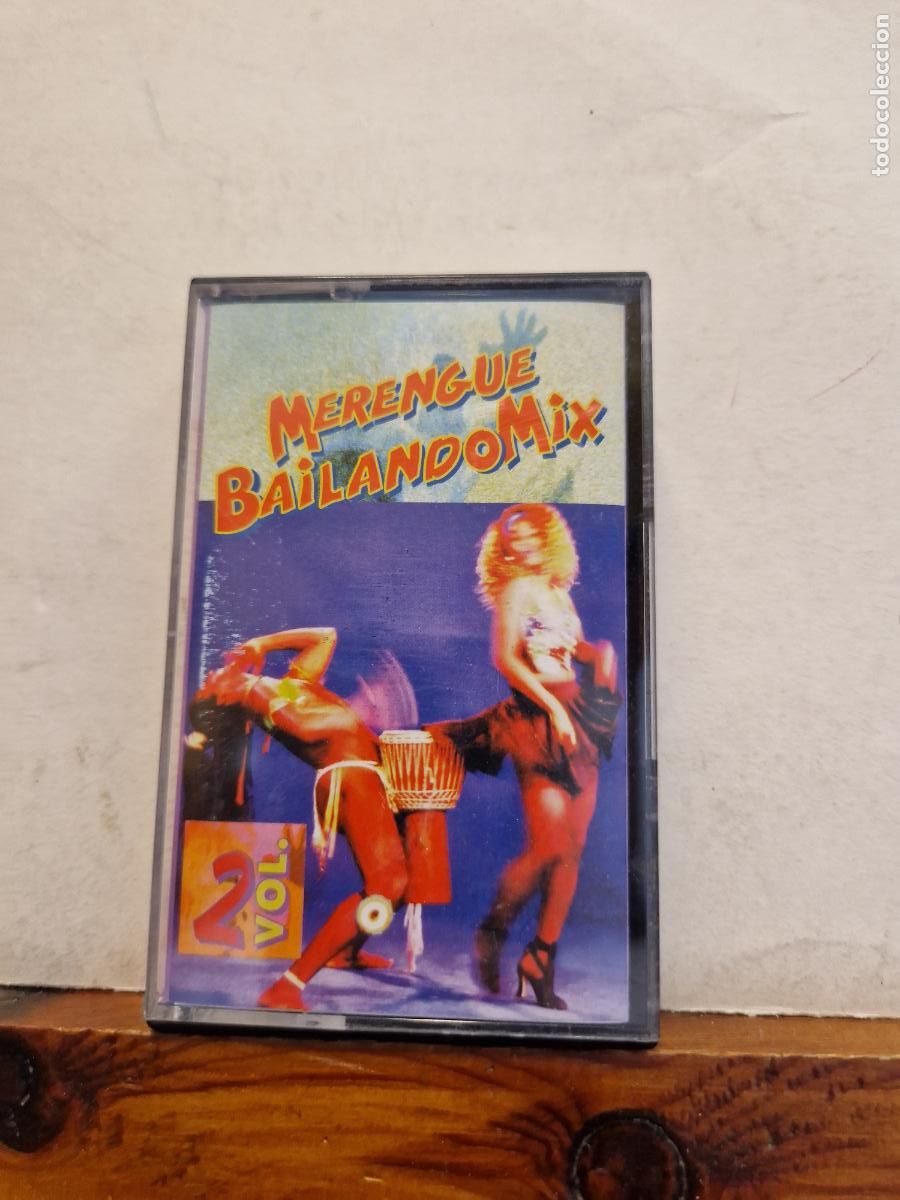 MERENGUE
BAiLANDOMix
2
VOL.
todocoleccion